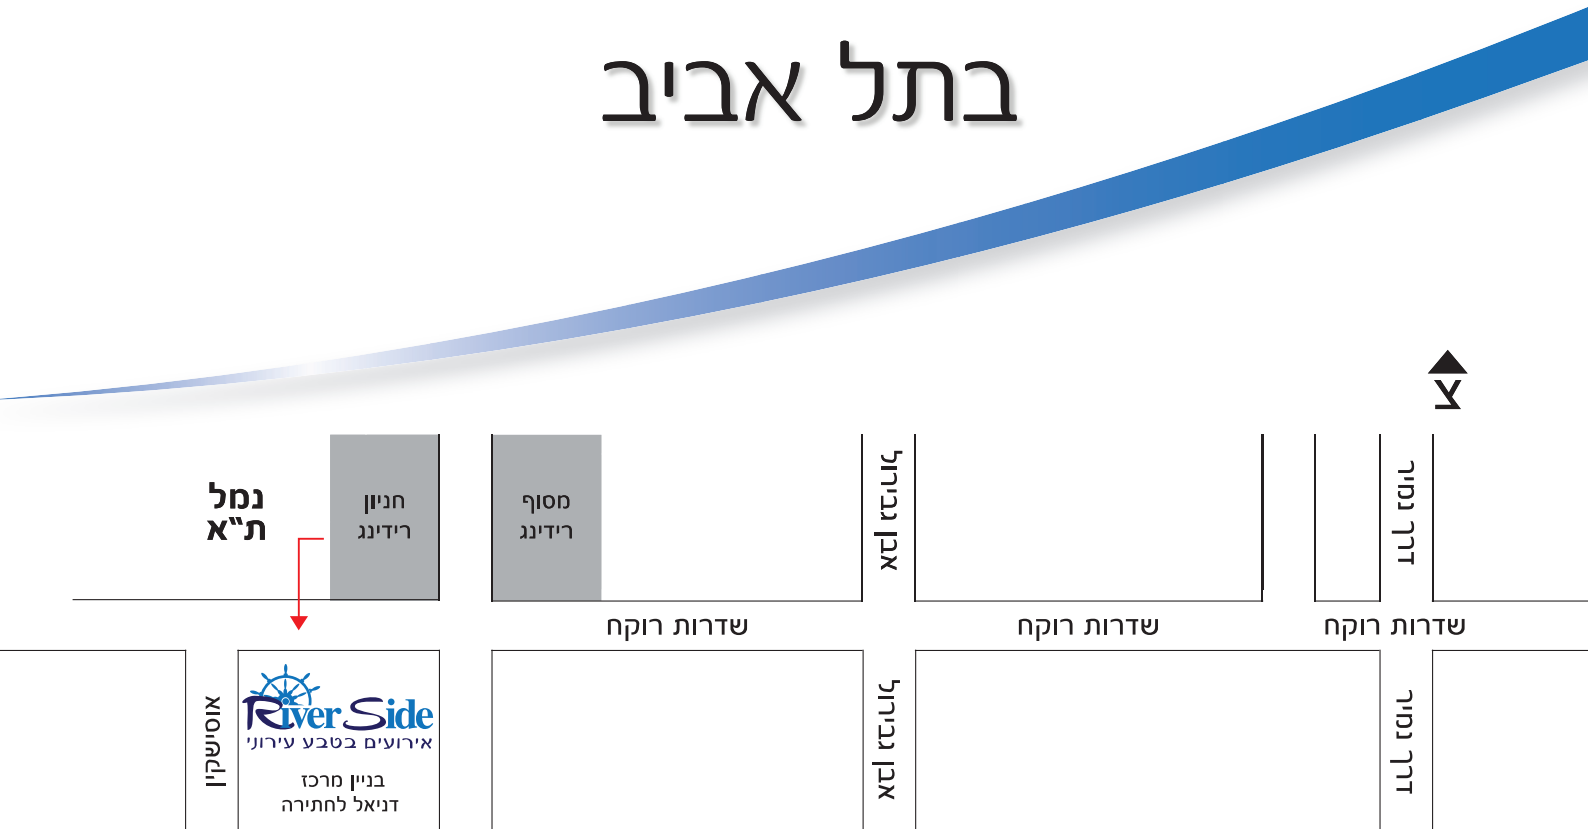 בתל אביב
צ
דרך נמיר
אבן גבירול
מסוף
רידינג
חניון
רידינג
נמל
ת"א
שדרות רוקח
שדרות רוקח
שדרות רוקח
דרך נמיר
אבן גבירול
River Side
אירועים בטבע עירוני
בניין מרכז
דניאל לחתירה
אוסישקין